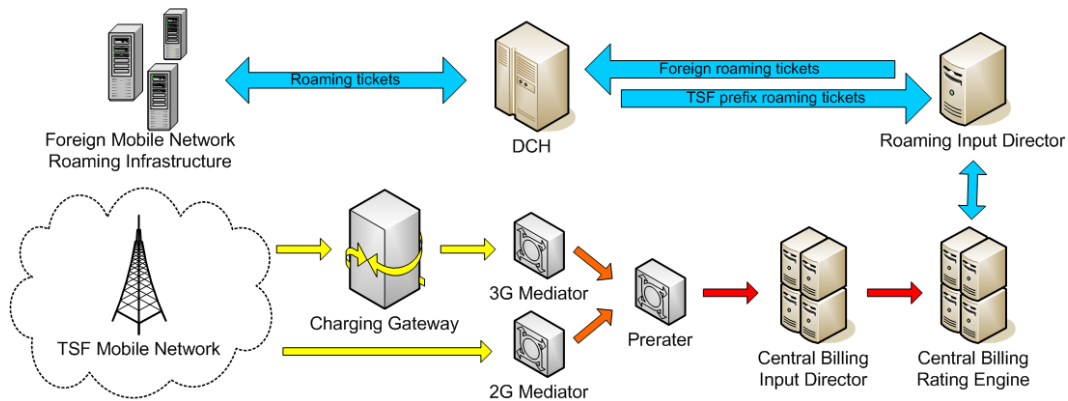 Roaming tickets
Foreign roaming tickets
TSF prefix roaming tickets
Foreign Mobile Network
Roaming Infrastructure
DCH
Roaming Input Director
TSF Mobile Network
Charging Gateway
3G Mediator
2G Mediator
Prerater
Central Billing
Input Director
Central Billing
Rating Engine